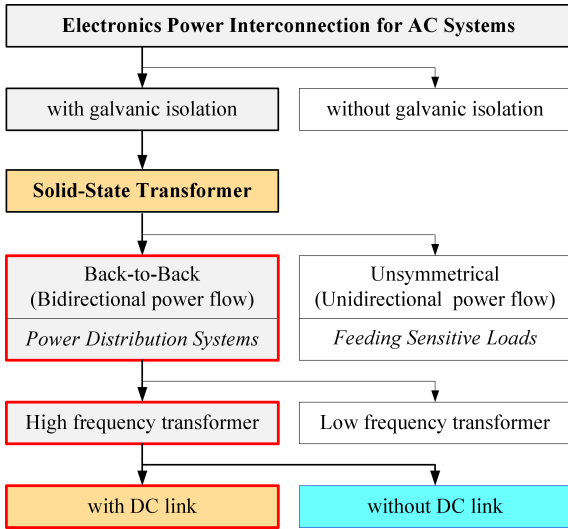 Electronics Power Interconnection for AC Systems
with galvanic isolation
without galvanic isolation
Solid-State Transformer
Back-to-Back
(Bidirectional power flow)
Power Distribution Systems
Unsymmetrical
(Unidirectional power flow)
Feeding Sensitive Loads
High frequency transformer
Low frequency transformer
with DC link
without DC link